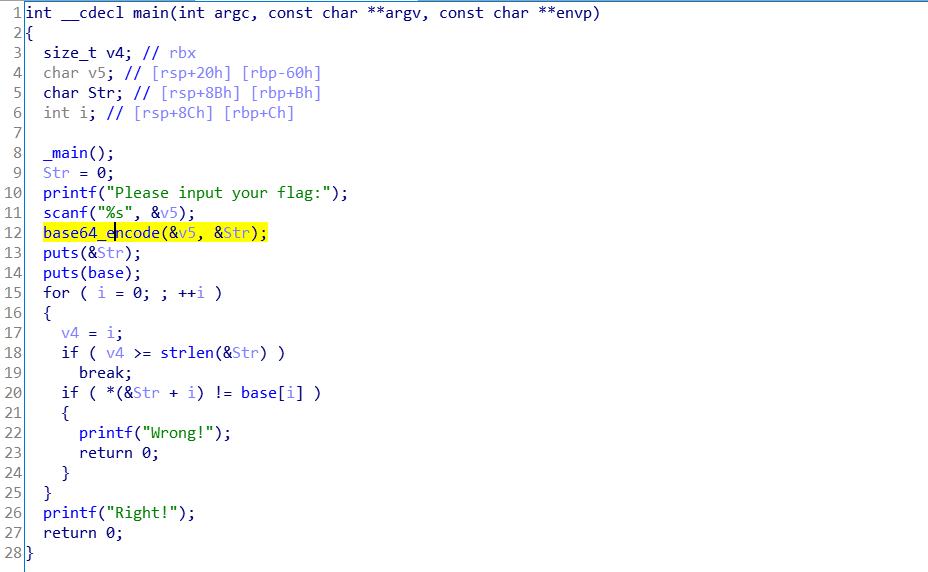 1 int __cdecl main(int argc, const char **argv, const char **envp)
2 {
3   size_t v4; // rbx
4   char v5; // [rsp+20h] [rbp-60h]
5   char Str; // [rsp+8Bh] [rbp+Bh]
6   int i; // [rsp+8Ch] [rbp+Ch]
7
8   _main();
9   Str = 0;
10   printf("Please input your flag:");
11   scanf("%s", &v5);
12   base64_encode(&v5, &Str);
13   puts(&Str);
14   puts(base);
15   for ( i = 0; ; ++i )
16   {
17     v4 = i;
18     if ( v4 >= strlen(&Str) )
19       break;
20     if ( *(&Str + i) != base[i] )
21     {
22       printf("Wrong!");
23       return 0;
24     }
25   }
26   printf("Right!");
27   return 0;
28 }